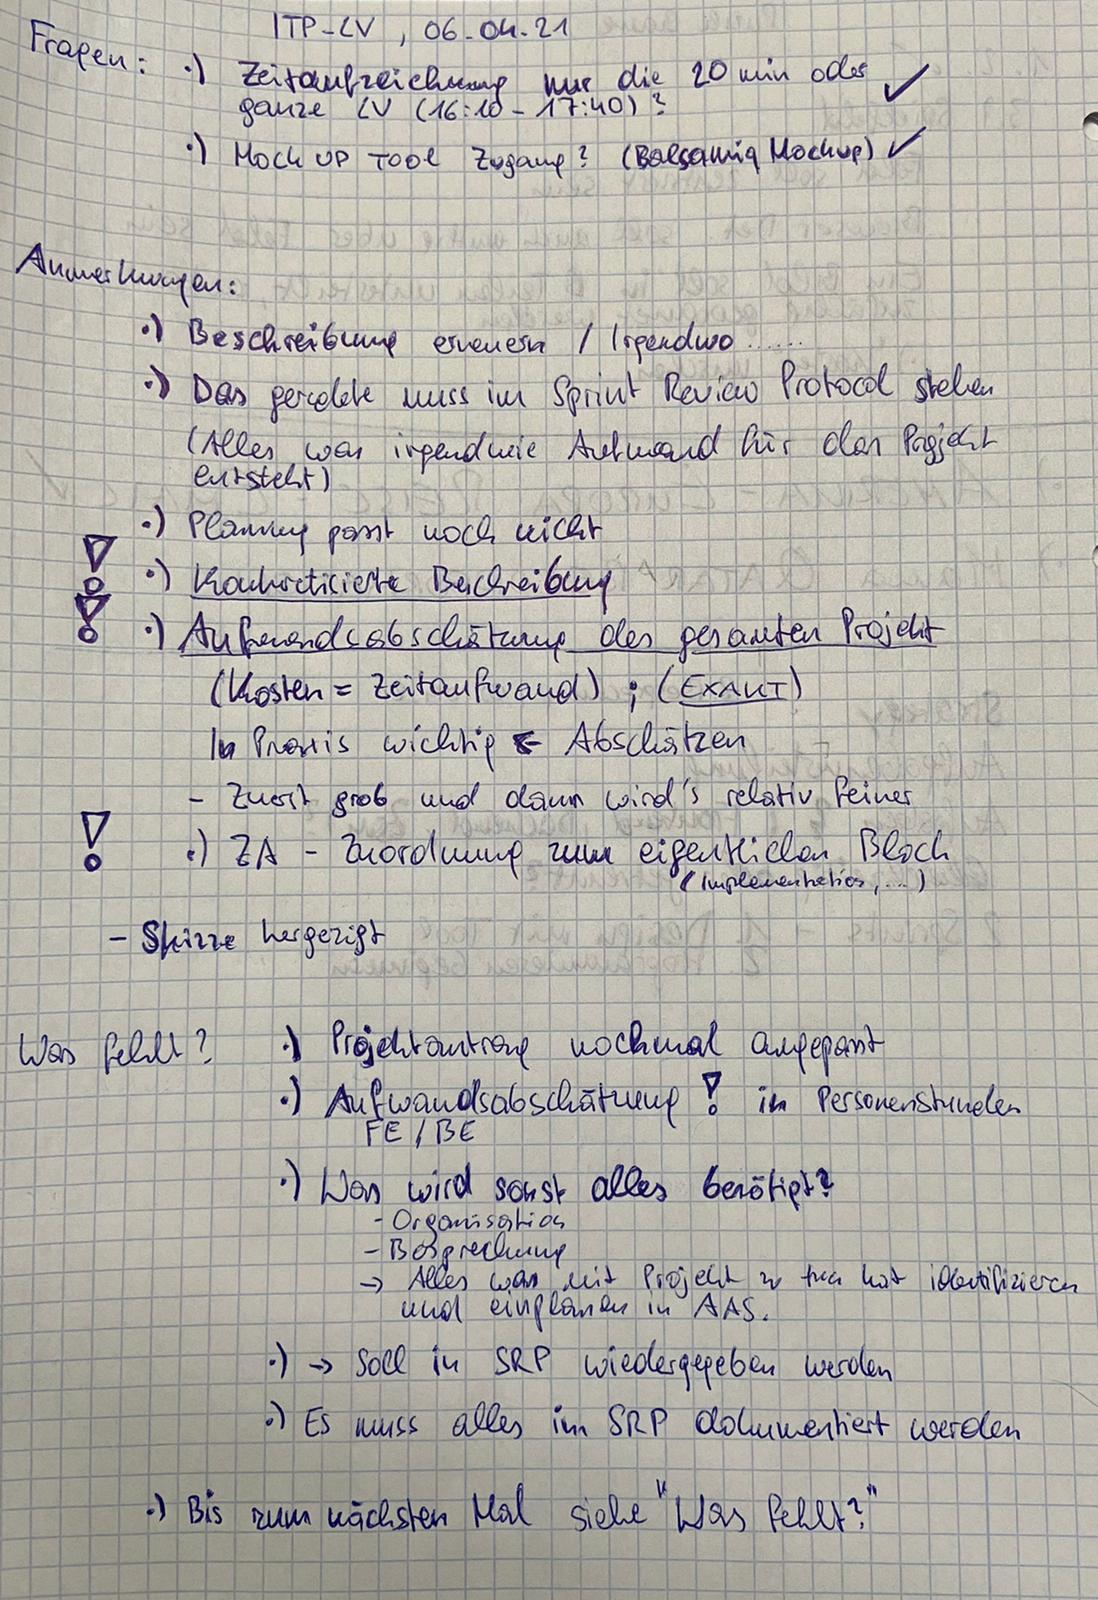 ITP-LV, 06.04.21
Fragen: •) Zeitaufzeichnung nur die 20 min oder ✓
ganze LV (16:10 - 17:40)?
•) Mock up Tool Zugang? (Balsamiq Mockup) ✓
Anmerkungen:
•) Beschreibung erneuern / Irgendwo ......
•) Das geredete muss im Sprint Review Protocol stehen
(Alles was irgendwie Aufwand für das Projekt
entsteht)
•) Planung passt noch nicht
! •) Konkretisierte Beschreibung
! •) Aufwandsabschätzung des gesamten Projekt
(Kosten = Zeitaufwand) ; (EXAKT)
In Praxis wichtig ← Abschätzen
- Zuerst grob und dann wird's relativ feiner
! •) ZA - Zuordnung zum eigentlichen Block
(Implementation, ...)
- Skizze hergezeigt
Was fehlt? •) Projektantrag nochmal angepasst
•) Aufwandsabschätzung ! in Personenstunden
FE / BE
•) Was wird sonst alles benötigt?
- Organisation
- Besprechung
→ Alles was mit Projekt zu tun hat identifizieren
und einplanen in AAS.
•) → Soll in SRP wiedergegeben werden
•) Es muss alles im SRP dokumentiert werden
•) Bis zum nächsten Mal siehe "Was fehlt?"